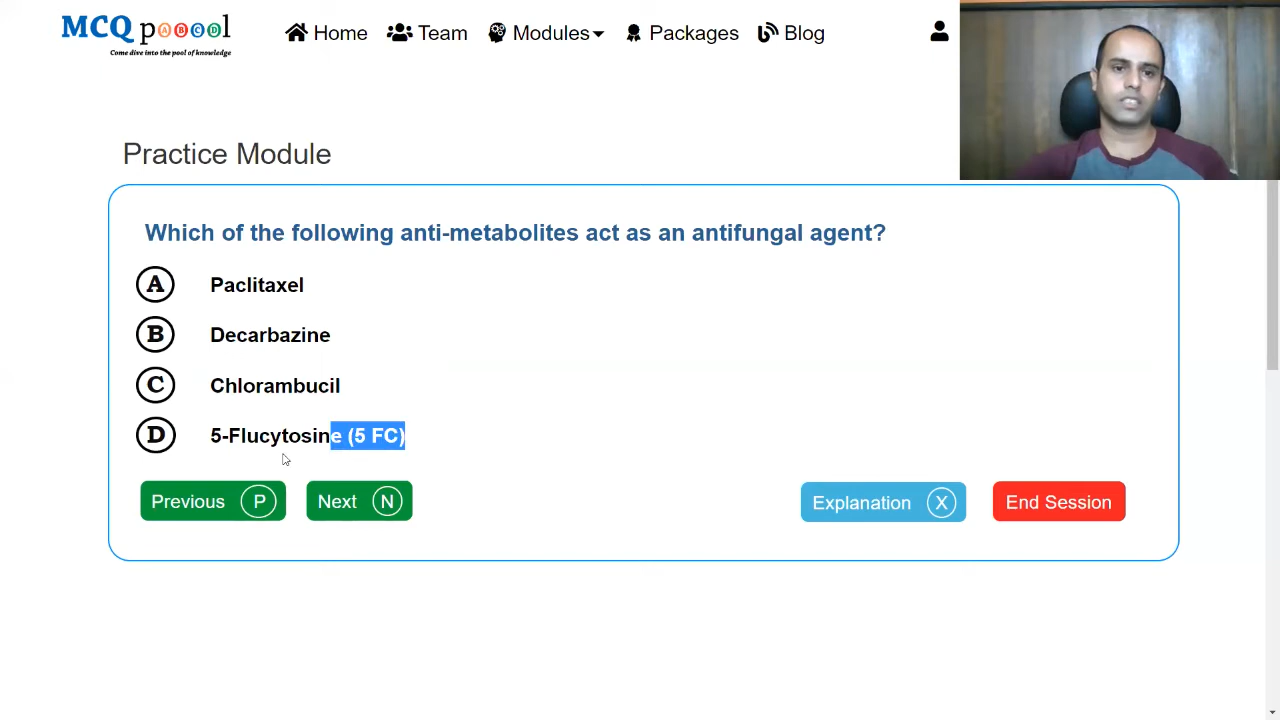 MCQ pABCDl
Come dive into the pool of knowledge
Home Team Modules Packages Blog
Practice Module
Which of the following anti-metabolites act as an antifungal agent?
A Paclitaxel
B Decarbazine
C Chlorambucil
D 5-Flucytosine (5 FC)
Previous P Next N Explanation X End Session